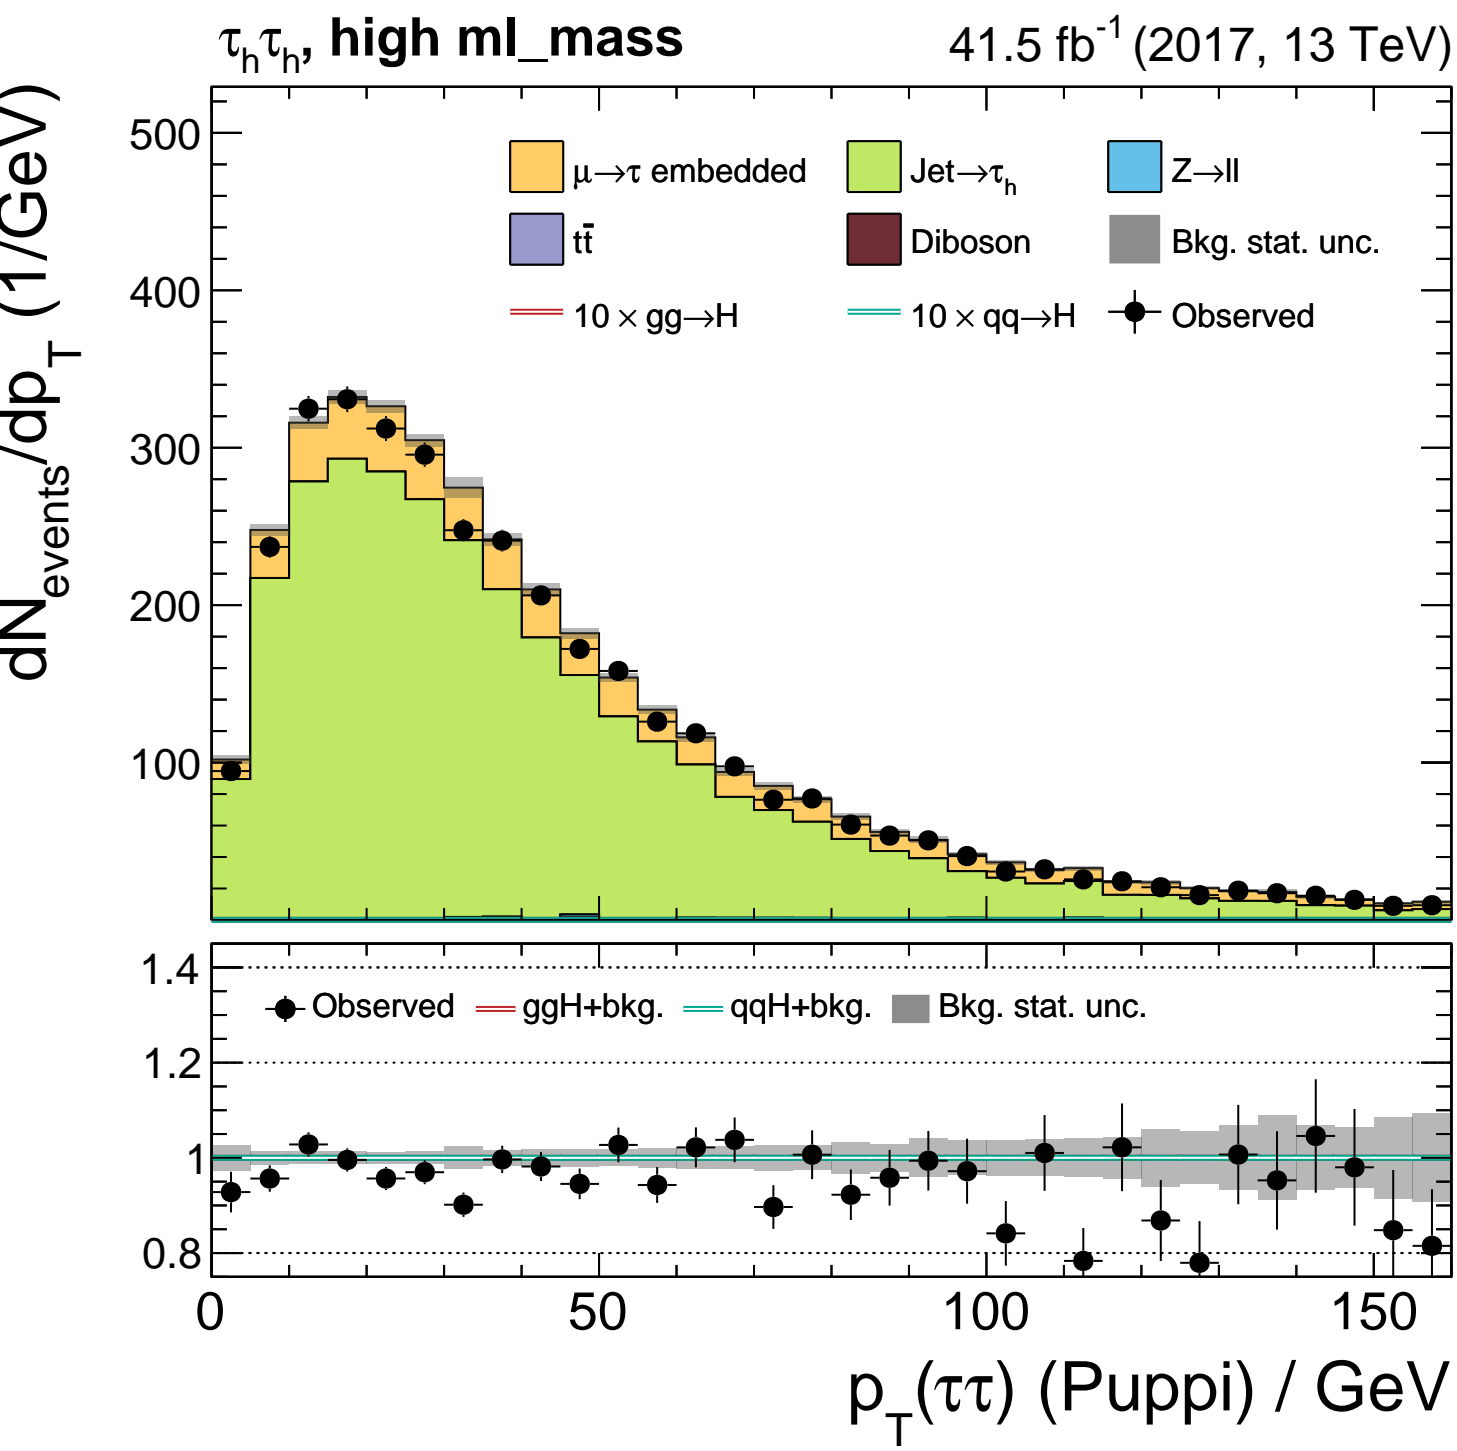 τhτh, high ml_mass 41.5 fb-1 (2017, 13 TeV)
dNevents/dpT (1/GeV)
500
400
300
200
100
μ→τ embedded Jet→τh Z→ll
tt̄ Diboson Bkg. stat. unc.
10 × gg→H 10 × qq→H Observed
1.4
1.2
1
0.8
Observed ggH+bkg. qqH+bkg. Bkg. stat. unc.
0 50 100 150
pT(ττ) (Puppi) / GeV